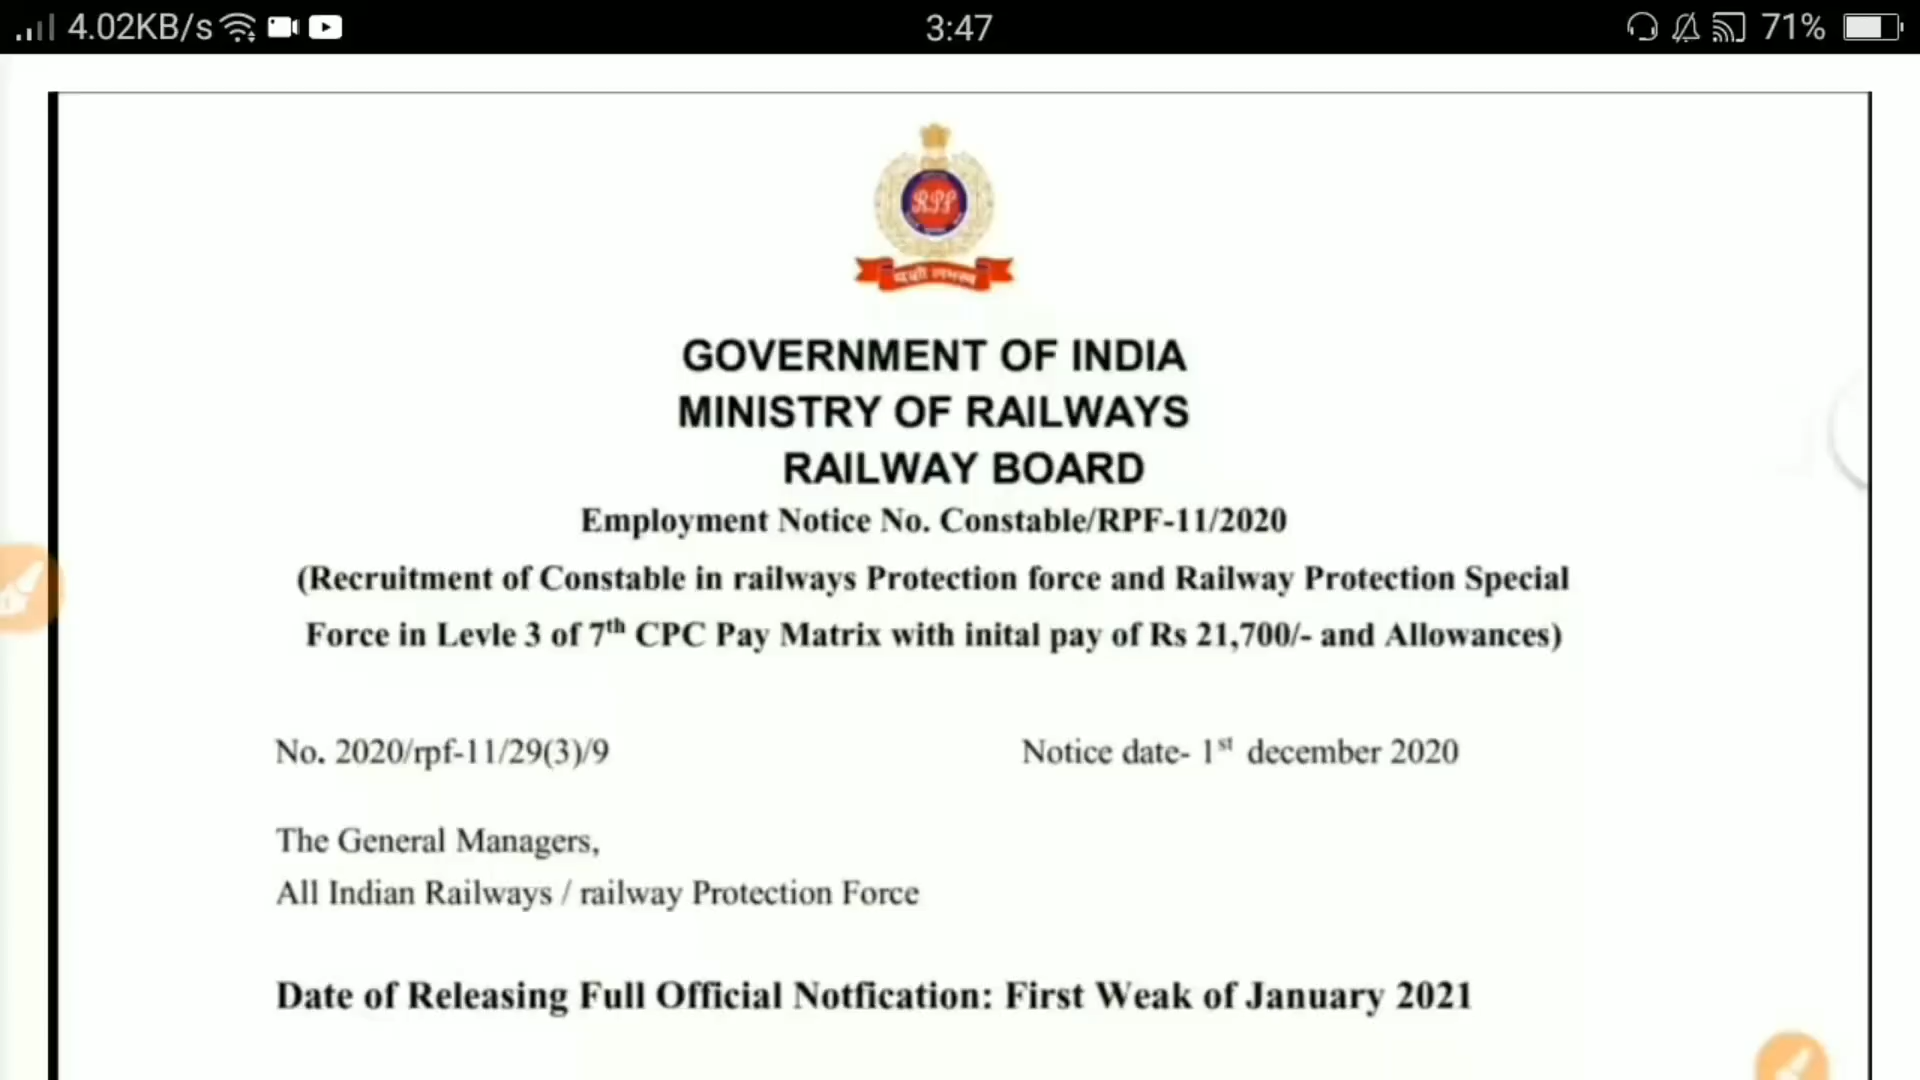 4.02KB/s 3:47 71%
RPF
GOVERNMENT OF INDIA
MINISTRY OF RAILWAYS
RAILWAY BOARD
Employment Notice No. Constable/RPF-11/2020
(Recruitment of Constable in railways Protection force and Railway Protection Special
Force in Levle 3 of 7th CPC Pay Matrix with inital pay of Rs 21,700/- and Allowances)
No. 2020/rpf-11/29(3)/9 Notice date- 1st december 2020
The General Managers,
All Indian Railways / railway Protection Force
Date of Releasing Full Official Notfication: First Weak of January 2021